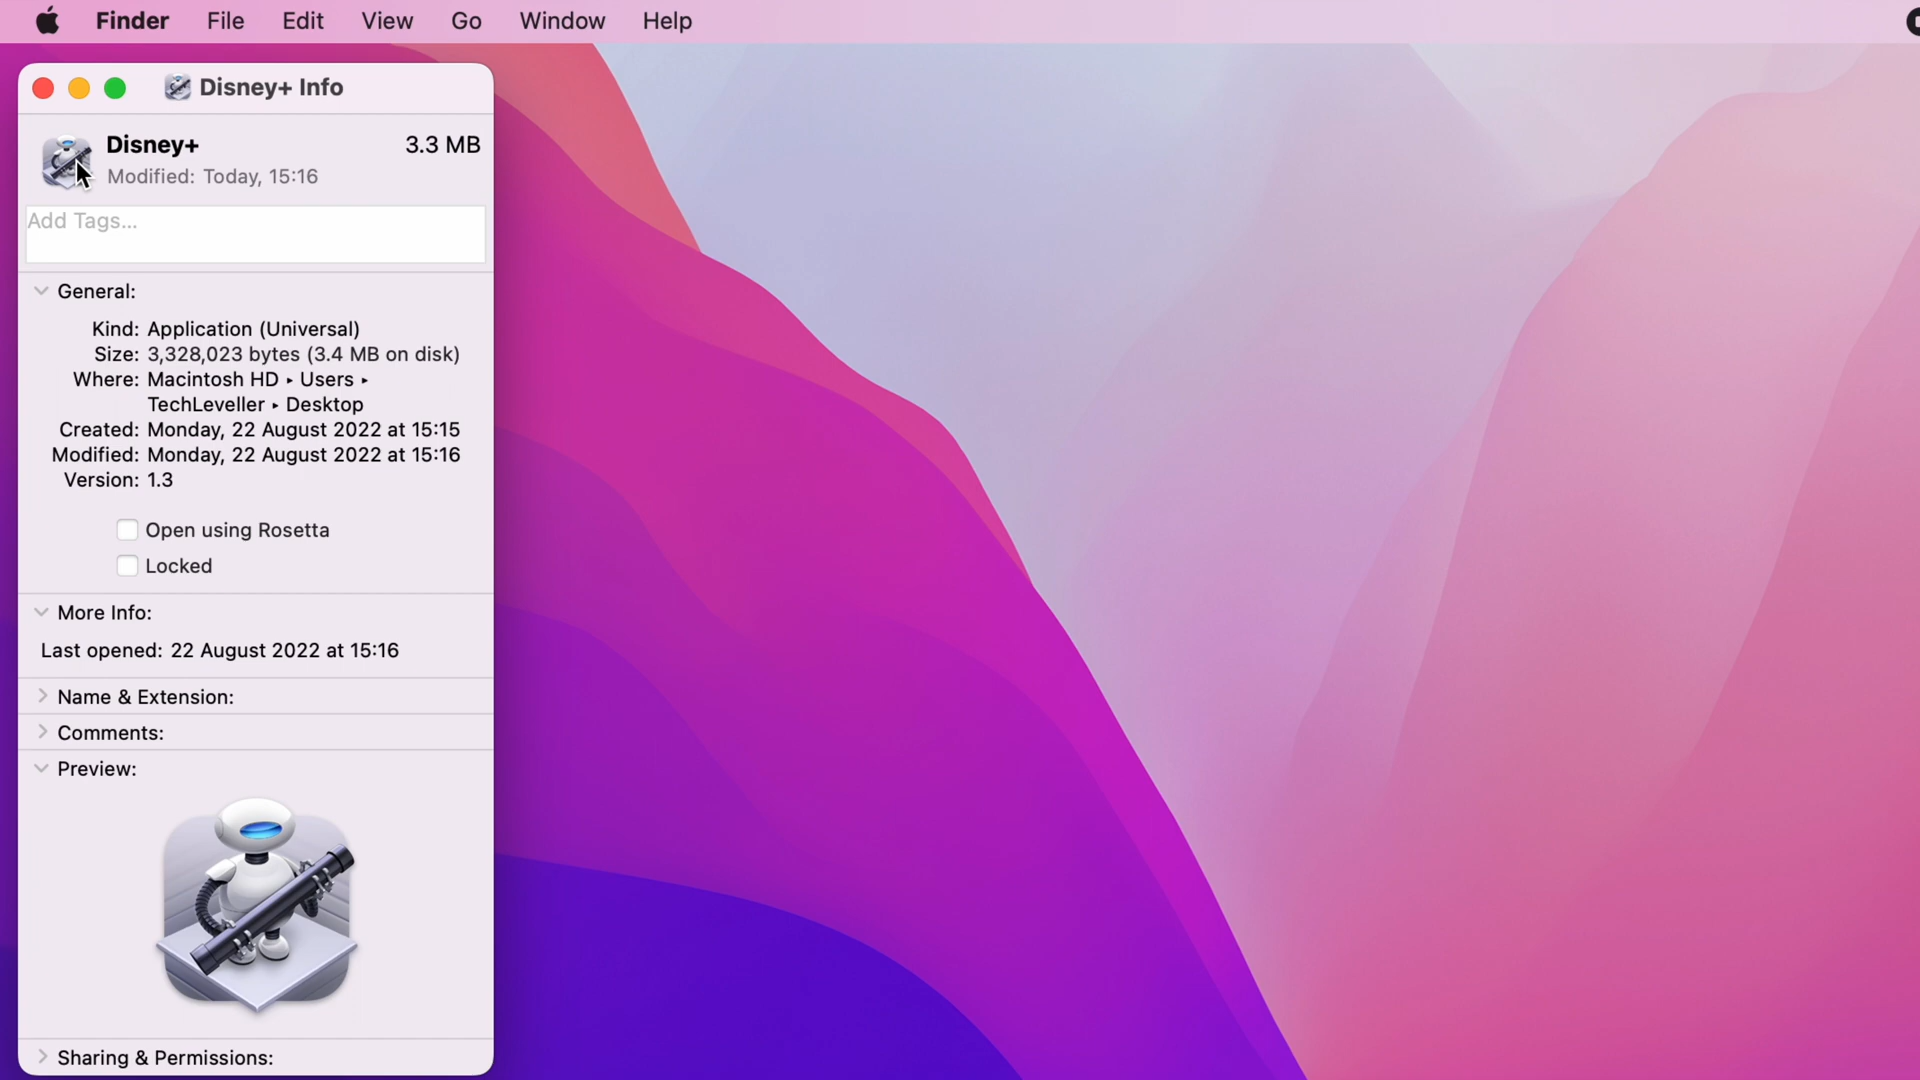 Finder File Edit View Go Window Help
Disney+ Info
Disney+ 3.3 MB
Modified: Today, 15:16
Add Tags...
General:
Kind: Application (Universal)
Size: 3,328,023 bytes (3.4 MB on disk)
Where: Macintosh HD ▸ Users ▸
TechLeveller ▸ Desktop
Created: Monday, 22 August 2022 at 15:15
Modified: Monday, 22 August 2022 at 15:16
Version: 1.3
Open using Rosetta
Locked
More Info:
Last opened: 22 August 2022 at 15:16
Name & Extension:
Comments:
Preview:
Sharing & Permissions: